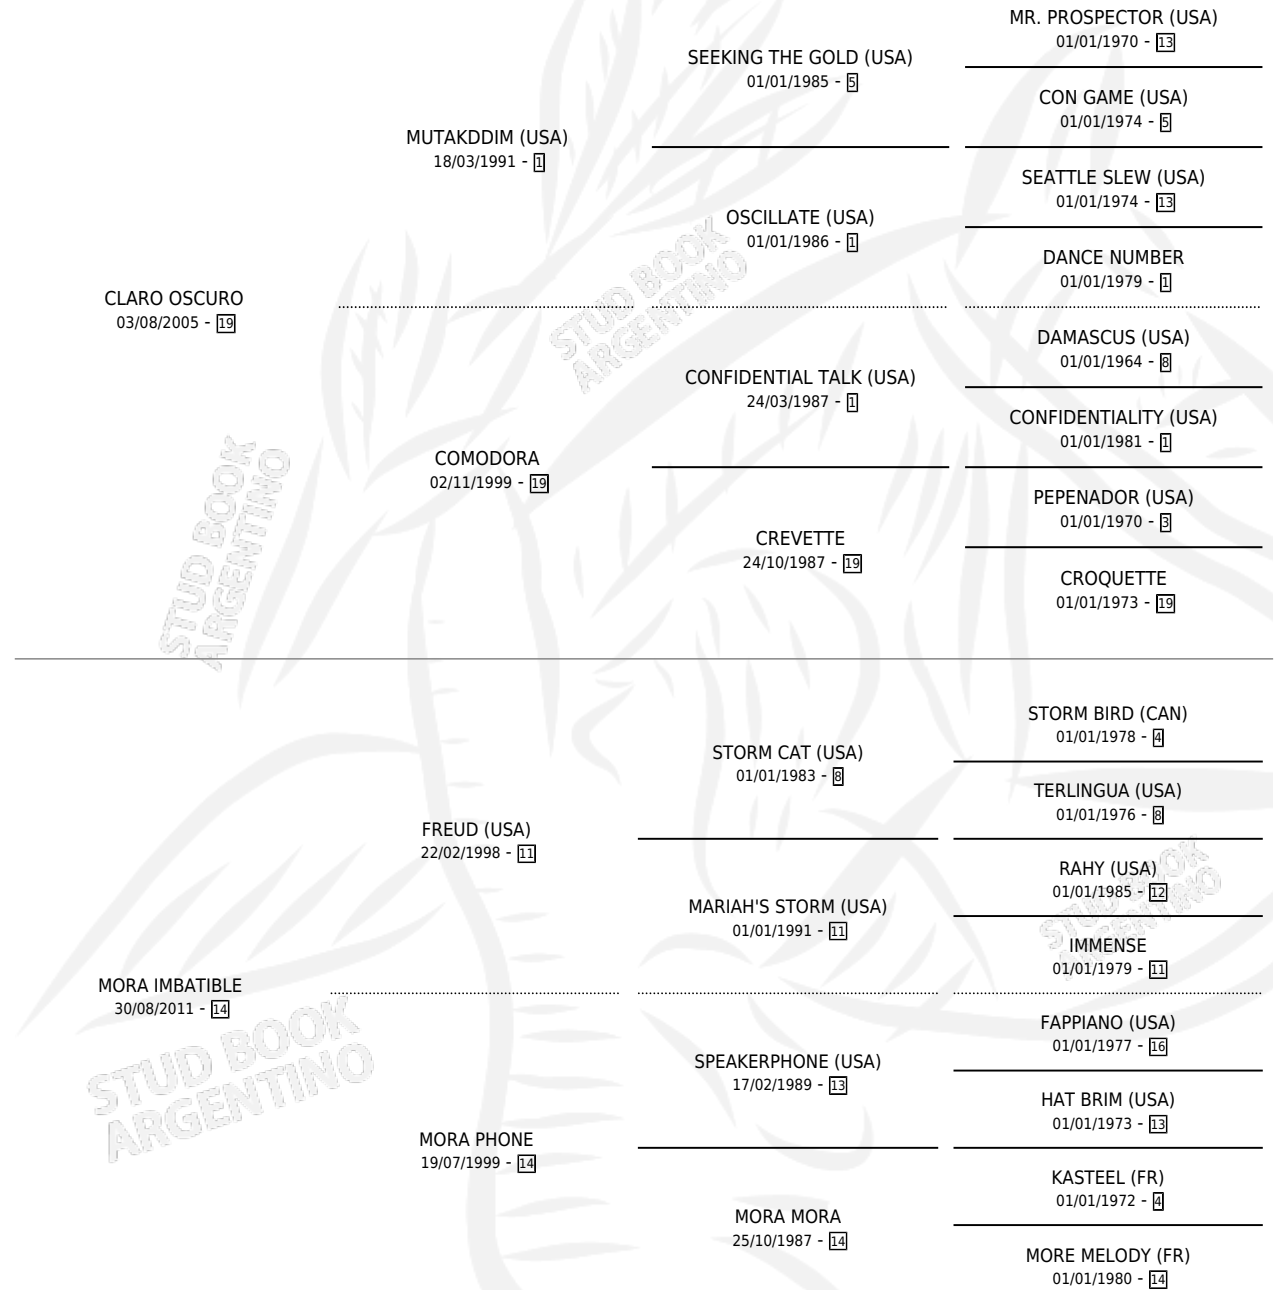 MR. PROSPECTOR (USA)
01/01/1970 - 13
SEEKING THE GOLD (USA)
01/01/1985 - 5
CON GAME (USA)
01/01/1974 - 5
MUTAKDDIM (USA)
18/03/1991 - 1
SEATTLE SLEW (USA)
01/01/1974 - 13
OSCILLATE (USA)
01/01/1986 - 1
DANCE NUMBER
01/01/1979 - 1
CLARO OSCURO
03/08/2005 - 19
STUD BOOK
ARGENTINO
DAMASCUS (USA)
01/01/1964 - 8
CONFIDENTIAL TALK (USA)
24/03/1987 - 1
CONFIDENTIALITY (USA)
01/01/1981 - 1
COMODORA
02/11/1999 - 19
PEPENADOR (USA)
01/01/1970 - 3
CREVETTE
24/10/1987 - 19
CROQUETTE
01/01/1973 - 19
STUD BOOK
ARGENTINO
STORM BIRD (CAN)
01/01/1978 - 4
STORM CAT (USA)
01/01/1983 - 8
TERLINGUA (USA)
01/01/1976 - 8
FREUD (USA)
22/02/1998 - 11
RAHY (USA)
01/01/1985 - 12
MARIAH'S STORM (USA)
01/01/1991 - 11
STUD BOOK
ARGENTINO
IMMENSE
01/01/1979 - 11
MORA IMBATIBLE
30/08/2011 - 14
STUD BOOK
ARGENTINO
FAPPIANO (USA)
01/01/1977 - 16
SPEAKERPHONE (USA)
17/02/1989 - 13
HAT BRIM (USA)
01/01/1973 - 13
MORA PHONE
19/07/1999 - 14
KASTEEL (FR)
01/01/1972 - 4
MORA MORA
25/10/1987 - 14
MORE MELODY (FR)
01/01/1980 - 14